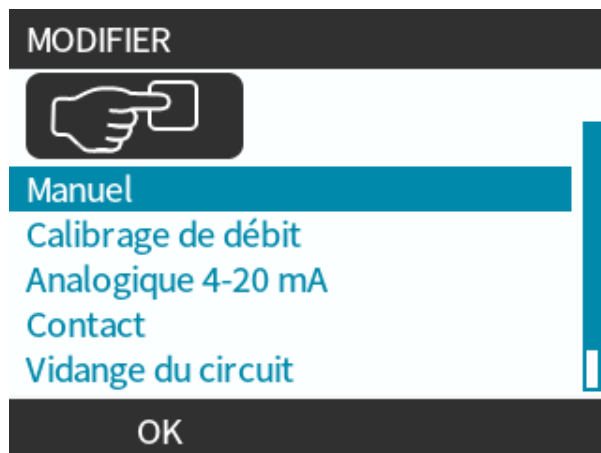 MODIFIER
Manuel
Calibrage de débit
Analogique 4-20 mA
Contact
Vidange du circuit
OK